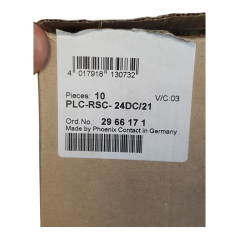 4 017918 130732
Pieces: 10 V/C:03
PLC-RSC- 24DC/21
Ord.No.: 29 66 17 1
Made by Phoenix Contact in Germany